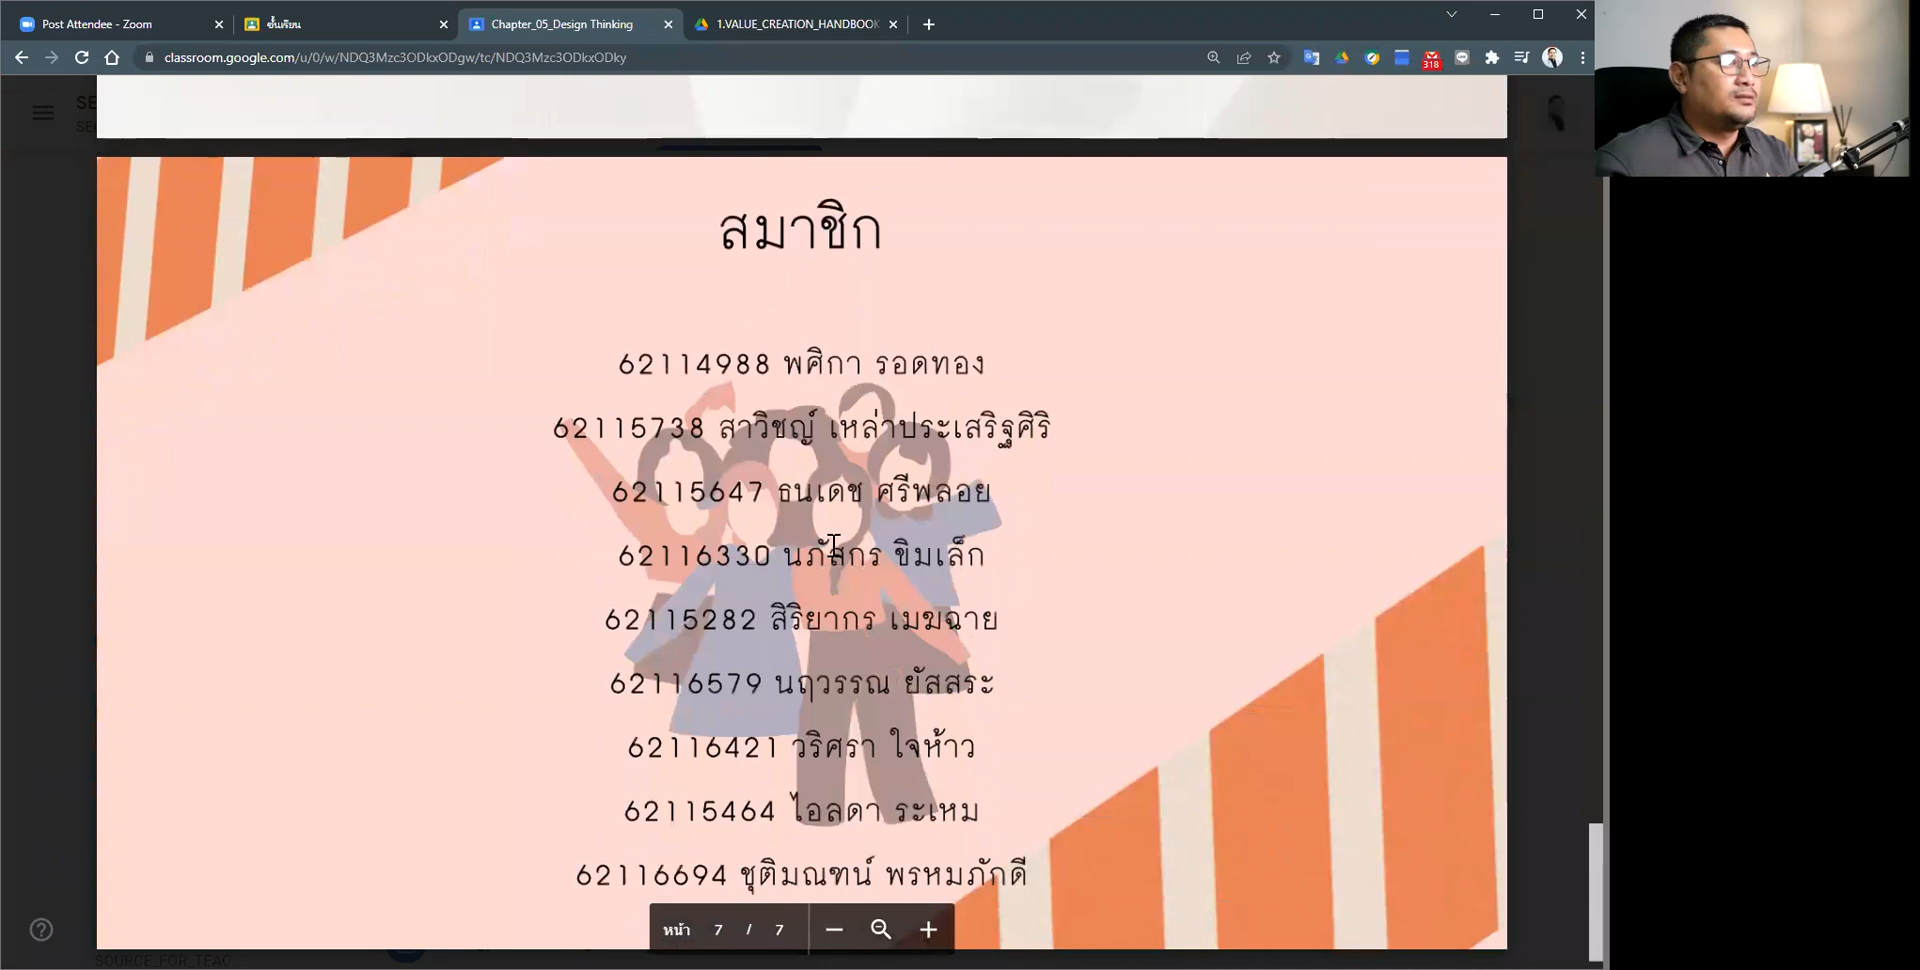 Post Attendee - Zoom
ชั้นเรียน
Chapter_05_Design Thinking
1.VALUE_CREATION_HANDBOOK
classroom.google.com/u/0/w/NDQ3Mzc3ODkxODgw/tc/NDQ3Mzc3ODkxODky
318
สมาชิก
62114988 พศิกา รอดทอง
62115738 สาวิชญ์ เหล่าประเสริฐศิริ
62115647 ธนเดช ศรีพลอย
62116330 นภัสกร ขิมเล็ก
62115282 สิริยากร เมฆฉาย
62116579 นฤวรรณ ยัสสระ
62116421 วริศรา ใจห้าว
62115464 ไอลดา ระเหม
62116694 ชุติมณฑน์ พรหมภักดี
หน้า 7 / 7
SOURCE_FOR_TEAC...